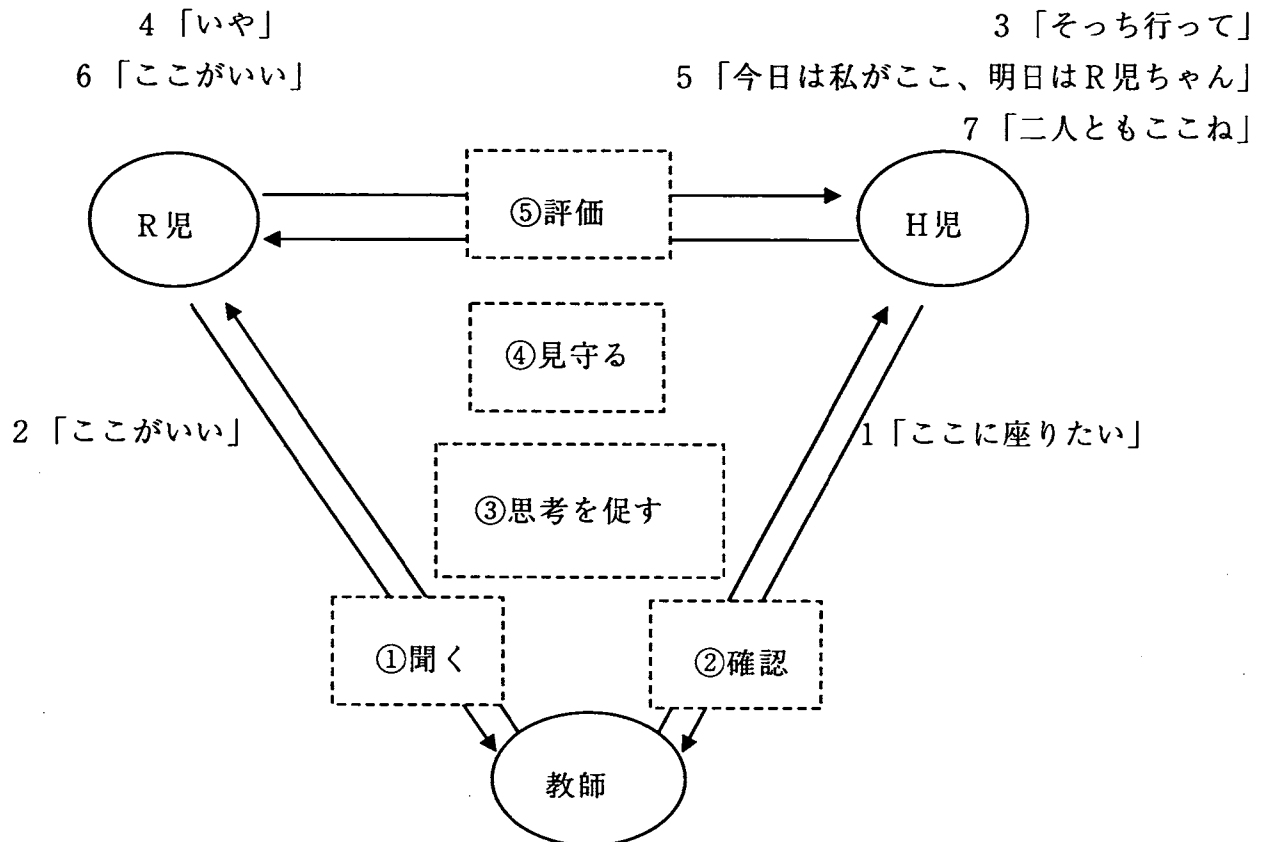 4「いや」
3「そっち行って」
6「ここがいい」
5「今日は私がここ、明日はR児ちゃん」
7「二人ともここね」
R児
⑤評価
H児
④見守る
2「ここがいい」
1「ここに座りたい」
③思考を促す
①聞く
②確認
教師